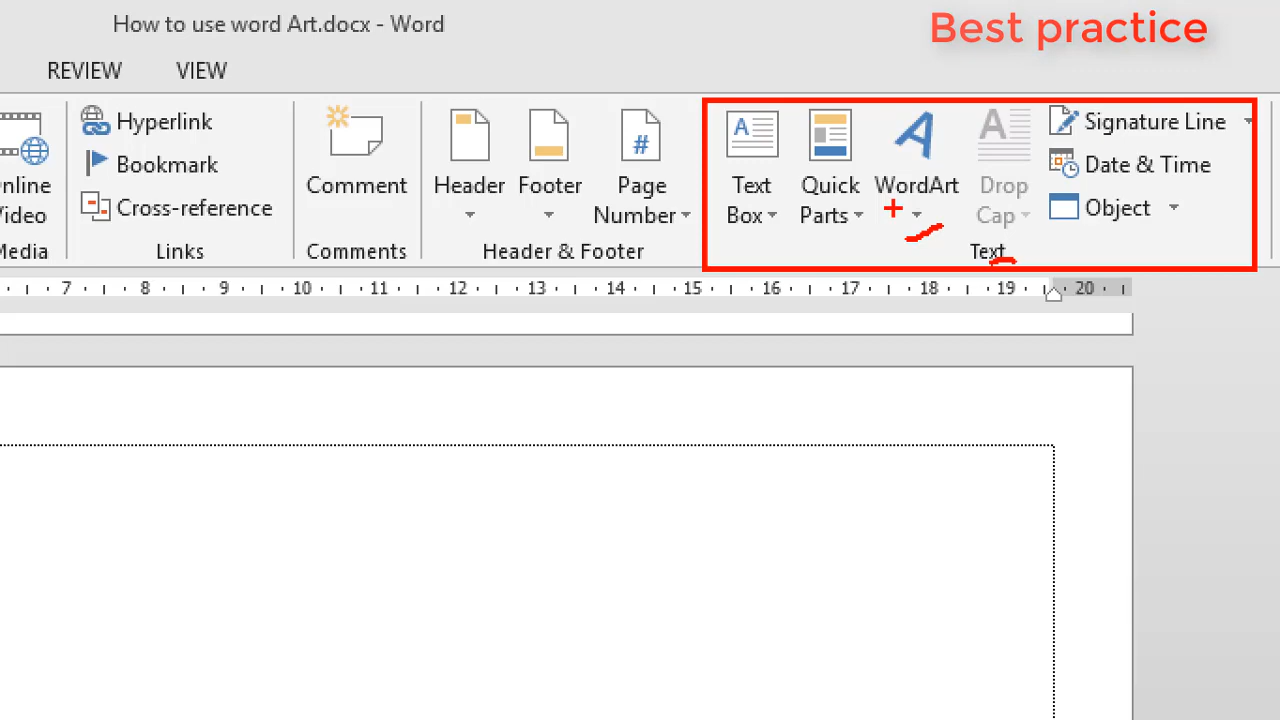 How to use word Art.docx - Word
Best practice
REVIEW VIEW
Hyperlink
Bookmark
Cross-reference
Links
Comment
Comments
Header
Footer
Page
Number
Header & Footer
Text
Box
Quick
Parts
WordArt
Drop
Cap
Signature Line
Date & Time
Object
Text
7 8 9 10 11 12 13 14 15 16 17 18 19 20